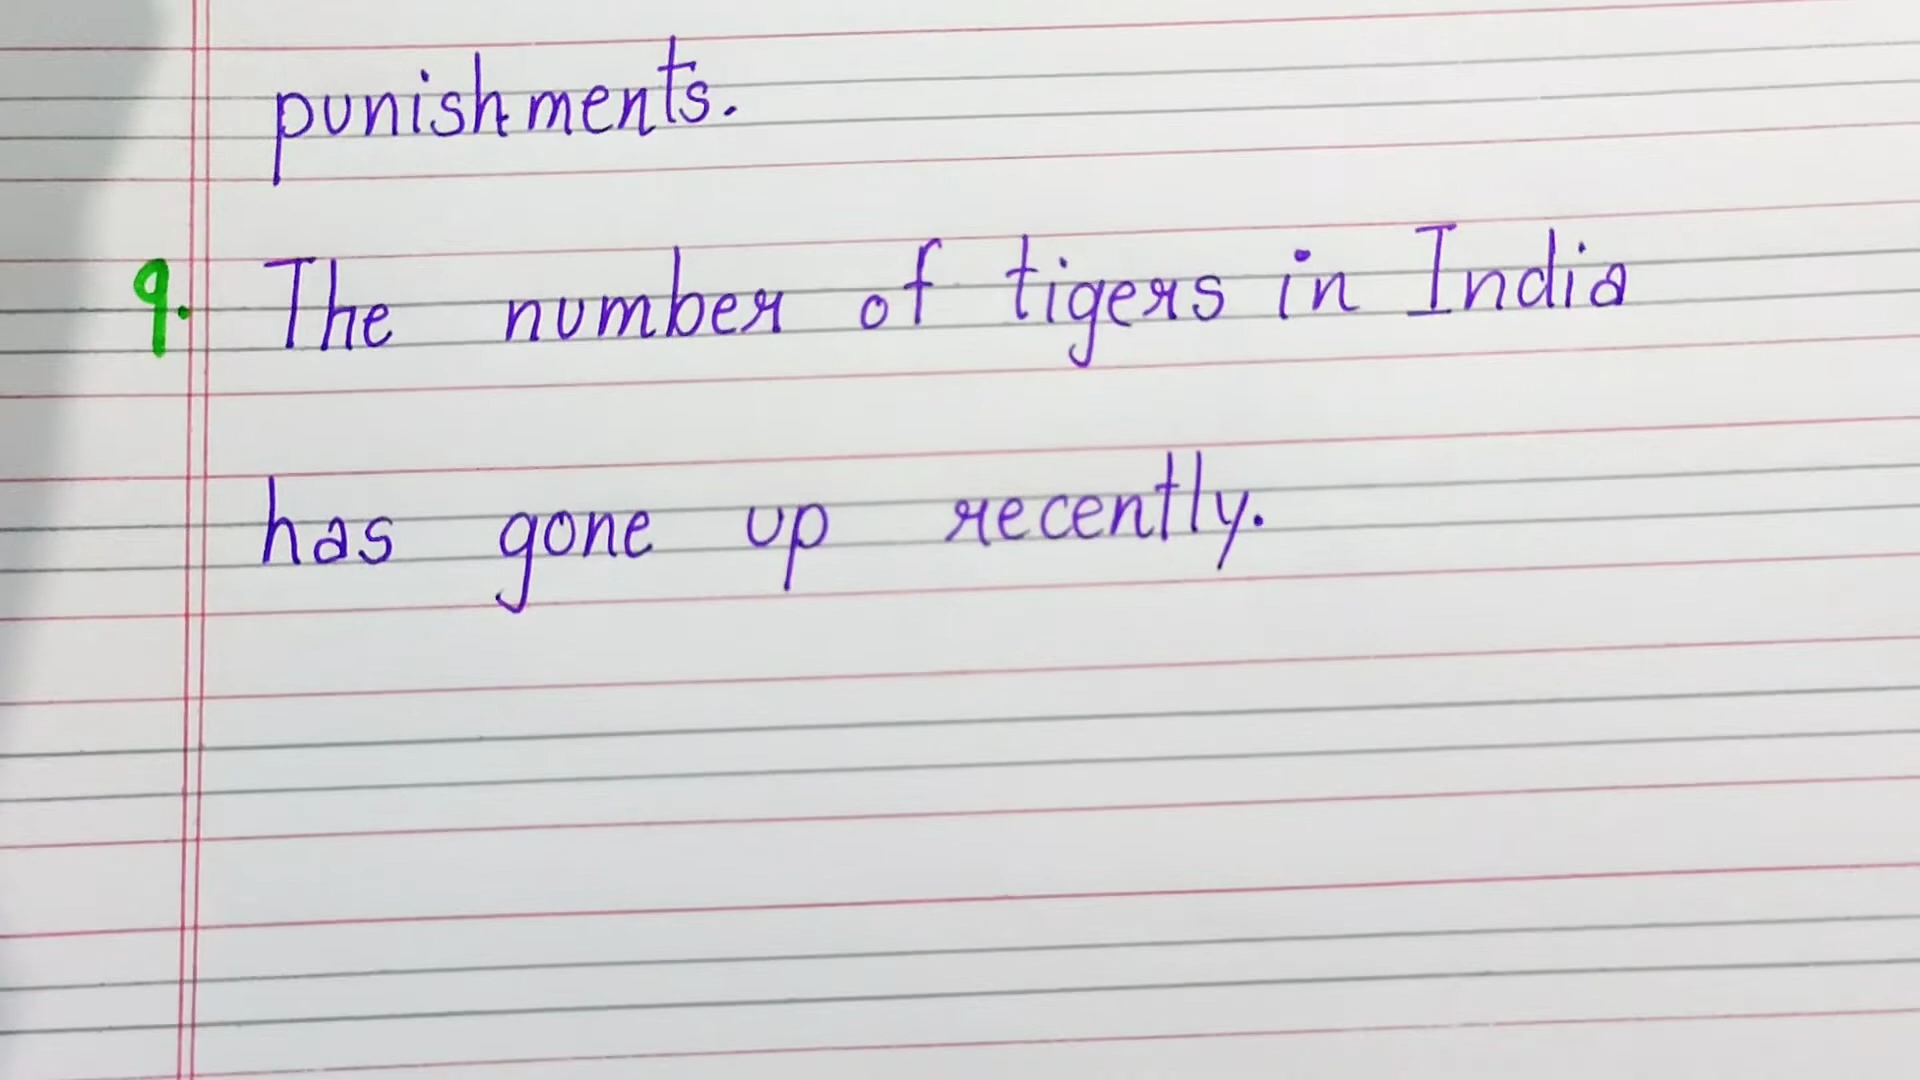 punishments.
9. The number of tigers in India
has gone up recently.